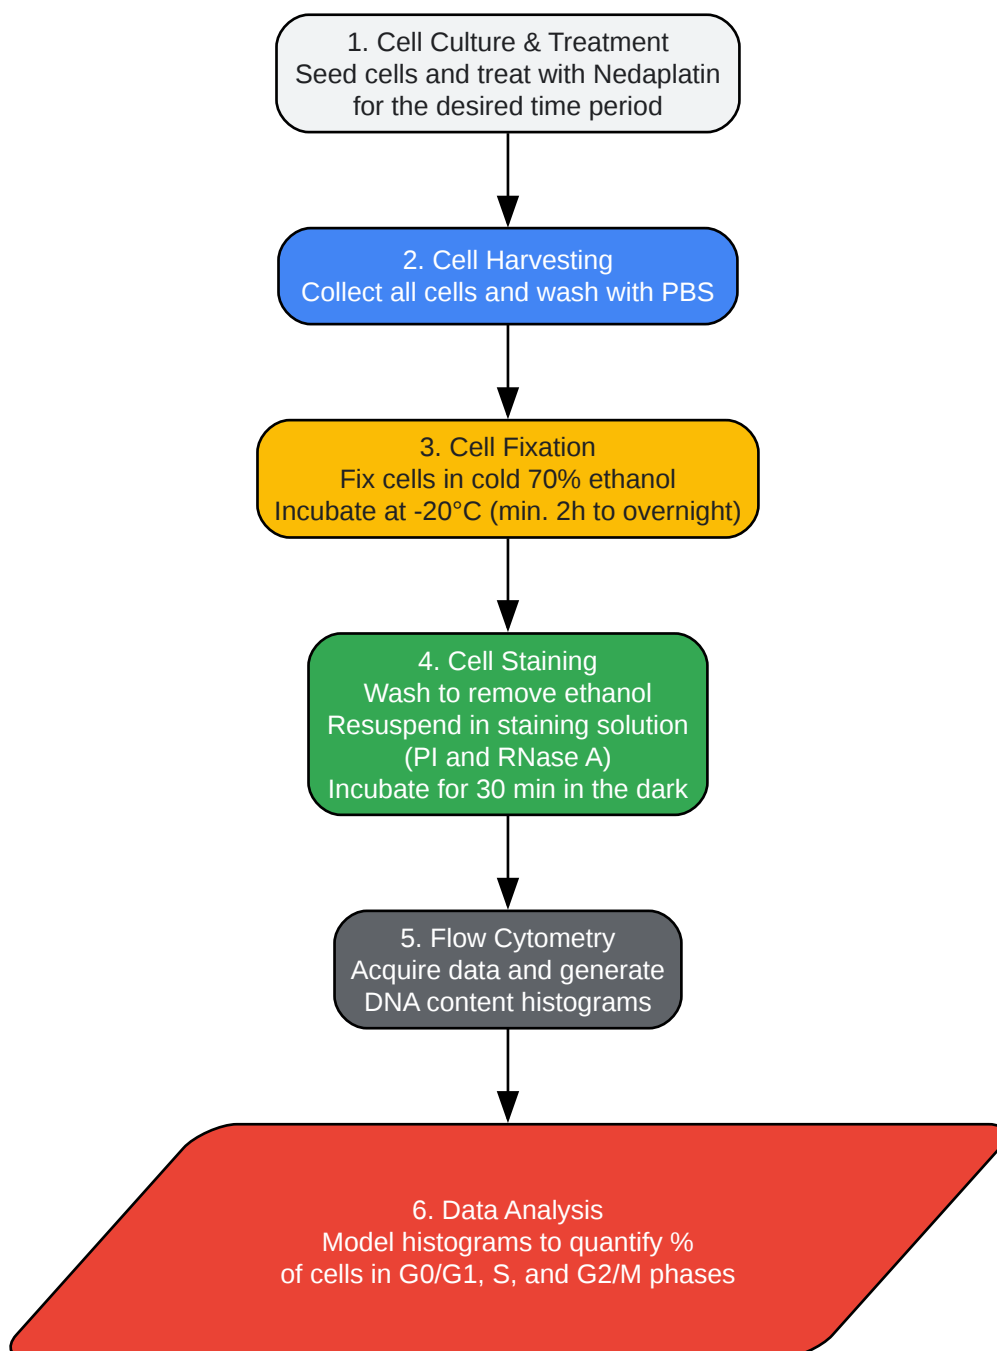 1. Cell Culture & Treatment
Seed cells and treat with Nedaplatin
for the desired time period
2. Cell Harvesting
Collect all cells and wash with PBS
3. Cell Fixation
Fix cells in cold 70% ethanol
Incubate at -20°C (min. 2h to overnight)
4. Cell Staining
Wash to remove ethanol
Resuspend in staining solution
(PI and RNase A)
Incubate for 30 min in the dark
5. Flow Cytometry
Acquire data and generate
DNA content histograms
6. Data Analysis
Model histograms to quantify %
of cells in G0/G1, S, and G2/M phases